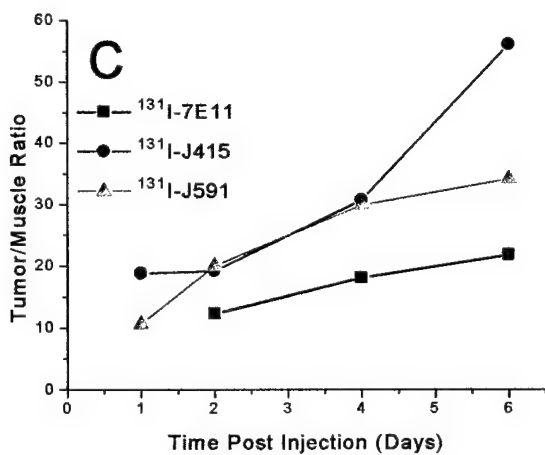 60
50
40
30
20
10
0
Tumor/Muscle Ratio
C
131I-7E11
131I-J415
131I-J591
0 1 2 3 4 5 6
Time Post Injection (Days)